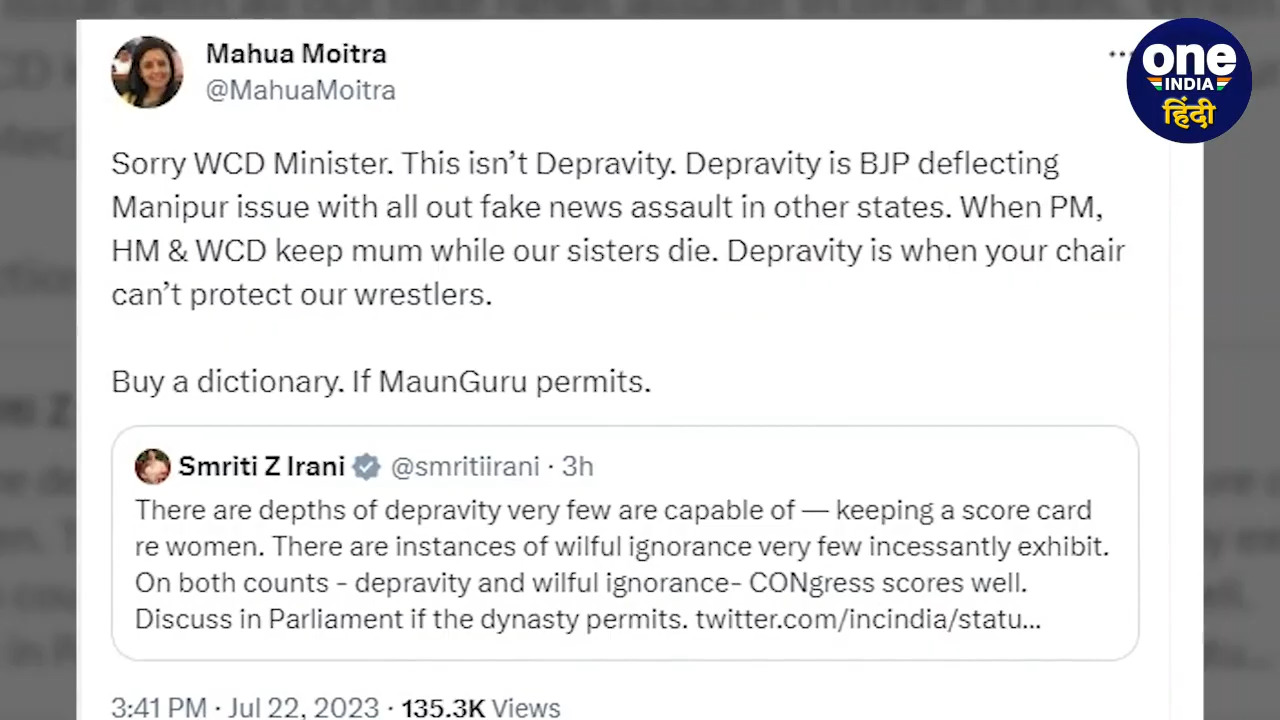 Mahua Moitra
@MahuaMoitra
one
INDIA
हिंदी
Sorry WCD Minister. This isn’t Depravity. Depravity is BJP deflecting
Manipur issue with all out fake news assault in other states. When PM,
HM & WCD keep mum while our sisters die. Depravity is when your chair
can’t protect our wrestlers.
Buy a dictionary. If MaunGuru permits.
Smriti Z Irani @smritiirani · 3h
There are depths of depravity very few are capable of — keeping a score card
re women. There are instances of wilful ignorance very few incessantly exhibit.
On both counts - depravity and wilful ignorance- CONgress scores well.
Discuss in Parliament if the dynasty permits. twitter.com/incindia/statu...
3:41 PM · Jul 22, 2023 · 135.3K Views